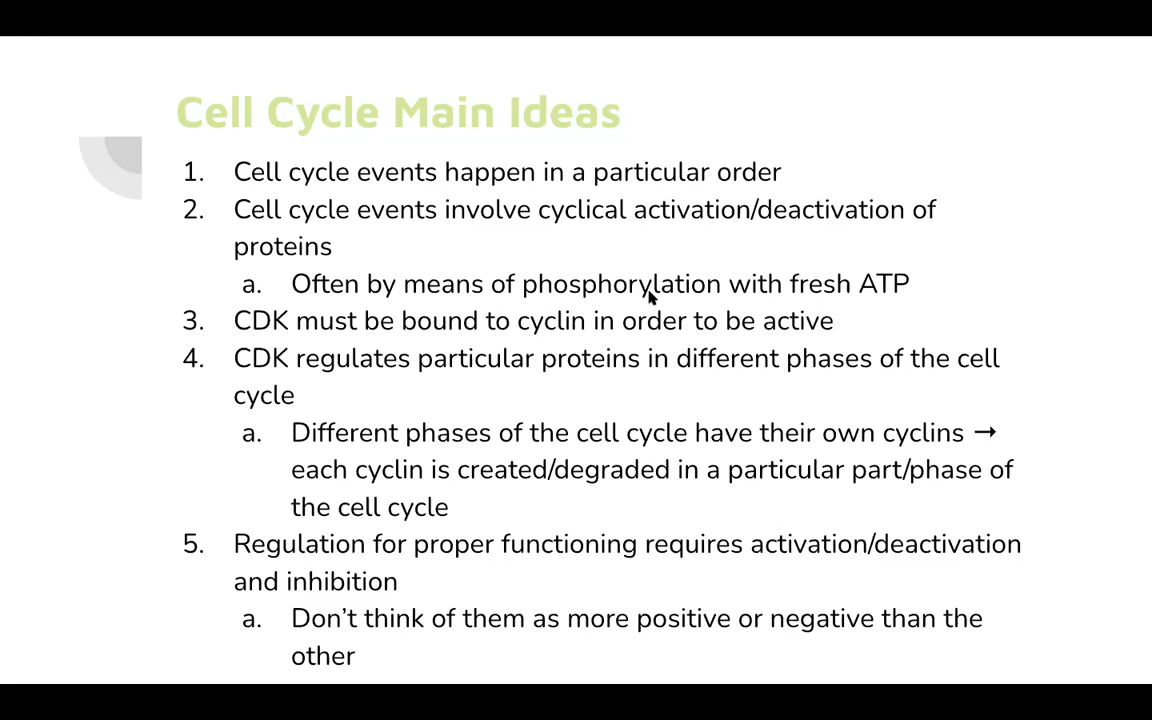 Cell Cycle Main Ideas
1. Cell cycle events happen in a particular order
2. Cell cycle events involve cyclical activation/deactivation of
proteins
a. Often by means of phosphorylation with fresh ATP
3. CDK must be bound to cyclin in order to be active
4. CDK regulates particular proteins in different phases of the cell
cycle
a. Different phases of the cell cycle have their own cyclins →
each cyclin is created/degraded in a particular part/phase of
the cell cycle
5. Regulation for proper functioning requires activation/deactivation
and inhibition
a. Don’t think of them as more positive or negative than the
other